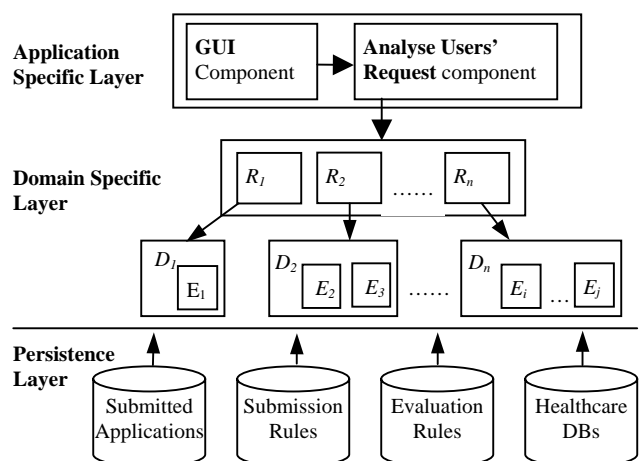 Application
Specific Layer
GUI
Component
Analyse Users'
Request component
Domain Specific
Layer
R1
R2
......
Rn
D1
E1
D2
E2
E3
......
Dn
Ei
...
Ej
Persistence
Layer
Submitted
Applications
Submission
Rules
Evaluation
Rules
Healthcare
DBs